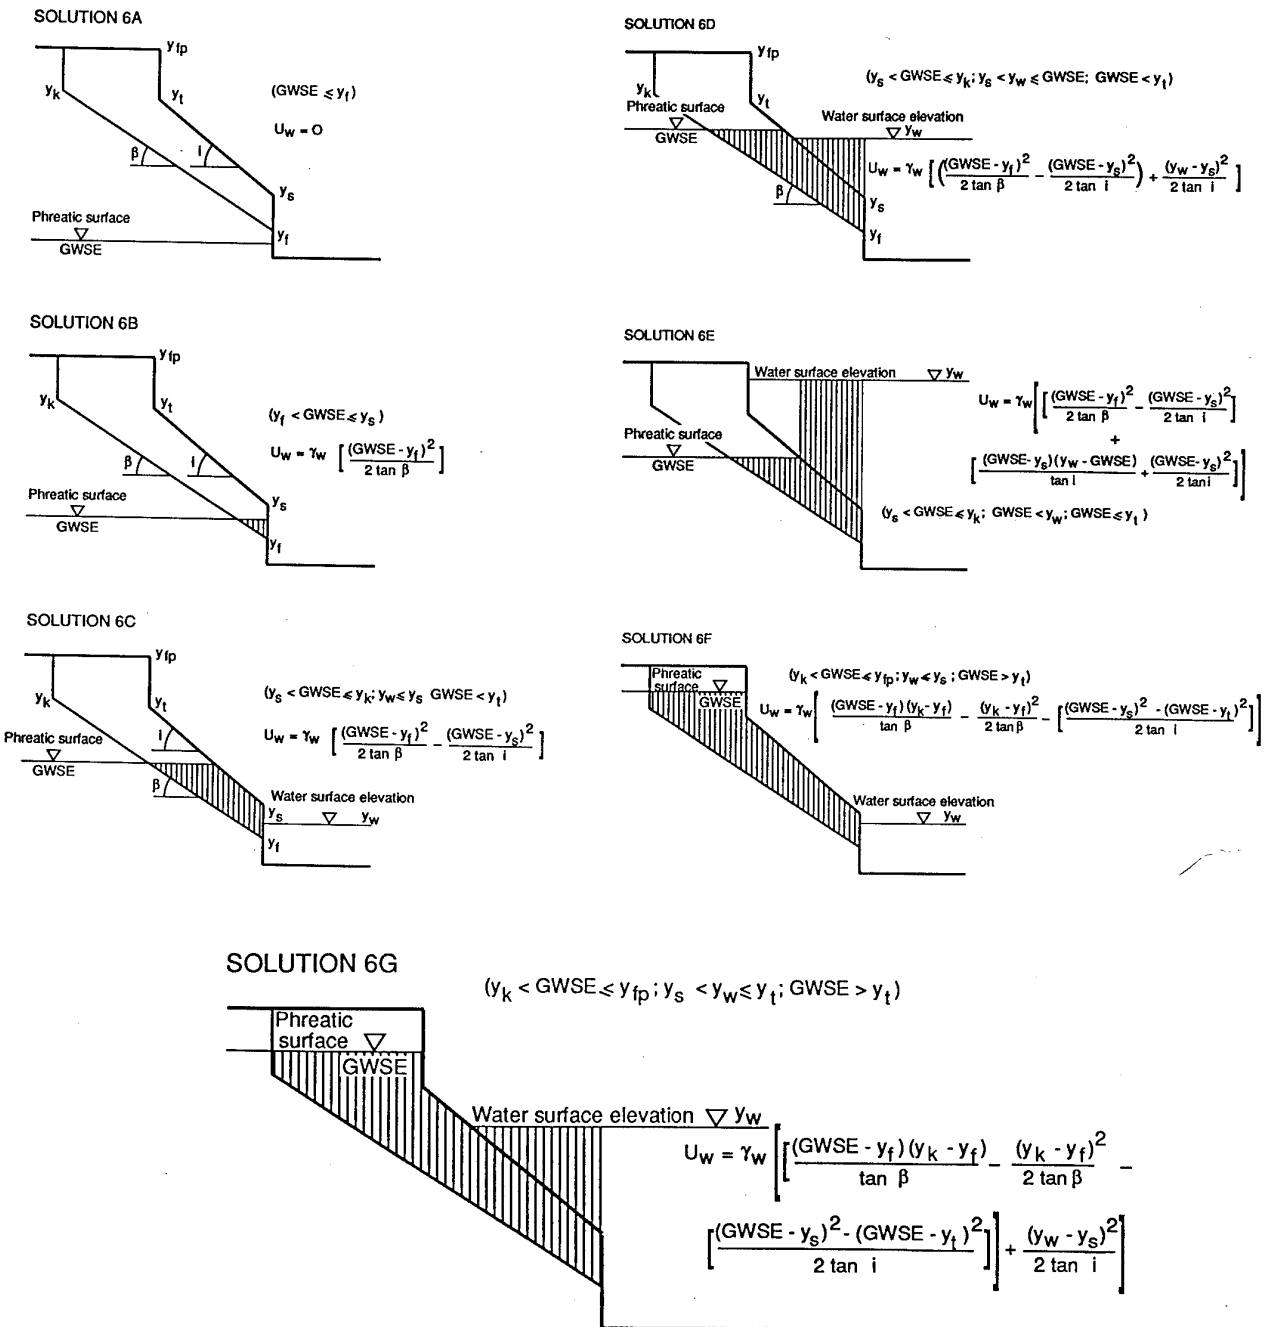 SOLUTION 6A
y_fp
y_k
y_t
(GWSE ≤ y_f)
U_w = O
β
i
y_s
Phreatic surface
y_f
GWSE
SOLUTION 6B
y_fp
y_k
y_t
(y_f < GWSE ≤ y_s)
U_w = γ_w [ (GWSE - y_f)^2 / 2 tan β ]
β
i
Phreatic surface
y_s
GWSE
y_f
SOLUTION 6C
y_fp
y_k
y_t
(y_s < GWSE ≤ y_k; y_w ≤ y_s GWSE < y_t)
U_w = γ_w [ (GWSE - y_f)^2 / 2 tan β - (GWSE - y_s)^2 / 2 tan i ]
i
Phreatic surface
GWSE
β
Water surface elevation
y_s
y_w
y_f
SOLUTION 6D
y_fp
(y_s < GWSE ≤ y_k; y_s < y_w ≤ GWSE; GWSE < y_t)
y_k
y_t
Phreatic surface
Water surface elevation
GWSE
y_w
U_w = γ_w [ ( (GWSE - y_f)^2 / 2 tan β - (GWSE - y_s)^2 / 2 tan i ) + (y_w - y_s)^2 / 2 tan i ]
β
y_s
y_f
SOLUTION 6E
Water surface elevation y_w
U_w = γ_w [ [ (GWSE - y_f)^2 / 2 tan β - (GWSE - y_s)^2 / 2 tan i ]
+
[ (GWSE - y_s)(y_w - GWSE) / tan i + (GWSE - y_s)^2 / 2 tan i ] ]
Phreatic surface
GWSE
(y_s < GWSE ≤ y_k; GWSE < y_w; GWSE ≤ y_t)
SOLUTION 6F
Phreatic
surface
GWSE
(y_k < GWSE ≤ y_fp; y_w ≤ y_s; GWSE > y_t)
U_w = γ_w [ (GWSE - y_f)(y_k - y_f) / tan β - (y_k - y_f)^2 / 2 tan β - [ (GWSE - y_s)^2 - (GWSE - y_t)^2 / 2 tan i ] ]
Water surface elevation
y_w
SOLUTION 6G
(y_k < GWSE ≤ y_fp; y_s < y_w ≤ y_t; GWSE > y_t)
Phreatic
surface
GWSE
Water surface elevation y_w
U_w = γ_w [ [ (GWSE - y_f)(y_k - y_f) / tan β - (y_k - y_f)^2 / 2 tan β -
[ (GWSE - y_s)^2 - (GWSE - y_t)^2 / 2 tan i ] ] + (y_w - y_s)^2 / 2 tan i ]